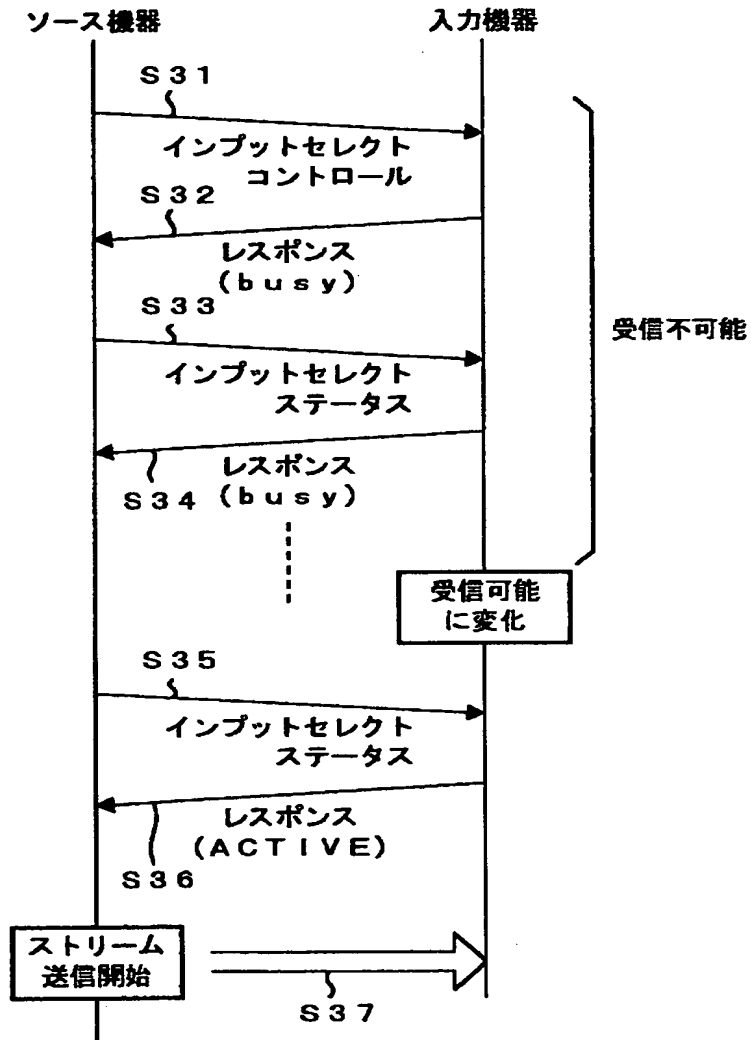 ソース機器
入力機器
S31
インプットセレクト
コントロール
S32
レスポンス
(busy)
受信不可能
S33
インプットセレクト
ステータス
レスポンス
S34
(busy)
受信可能
に変化
S35
インプットセレクト
ステータス
レスポンス
(ACTIVE)
S36
ストリーム
送信開始
S37